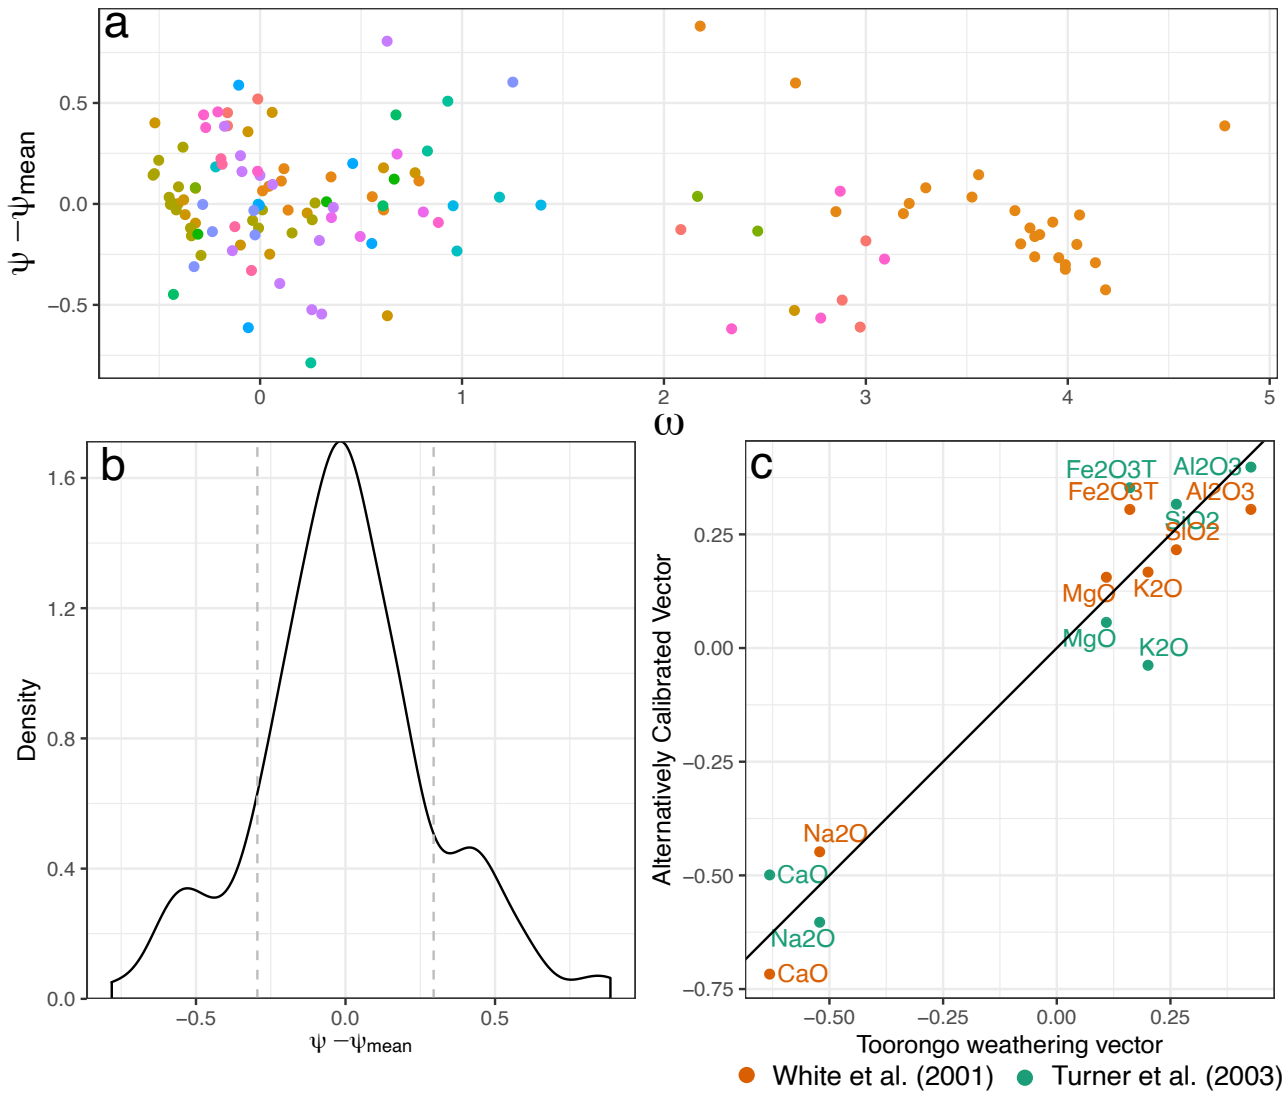 a
ψ −ψmean
0.5
0.0
−0.5
0 1 2 3 4 5
ω
b
Density
1.6
1.2
0.8
0.4
0.0
−0.5 0.0 0.5
ψ −ψmean
c
Alternatively Calibrated Vector
0.25
0.00
−0.25
−0.50
−0.75
Fe2O3T Al2O3
Fe2O3T Al2O3
SiO2
SiO2
MgO K2O
MgO K2O
Na2O
CaO
Na2O
CaO
−0.50 −0.25 0.00 0.25
Toorongo weathering vector
White et al. (2001) Turner et al. (2003)